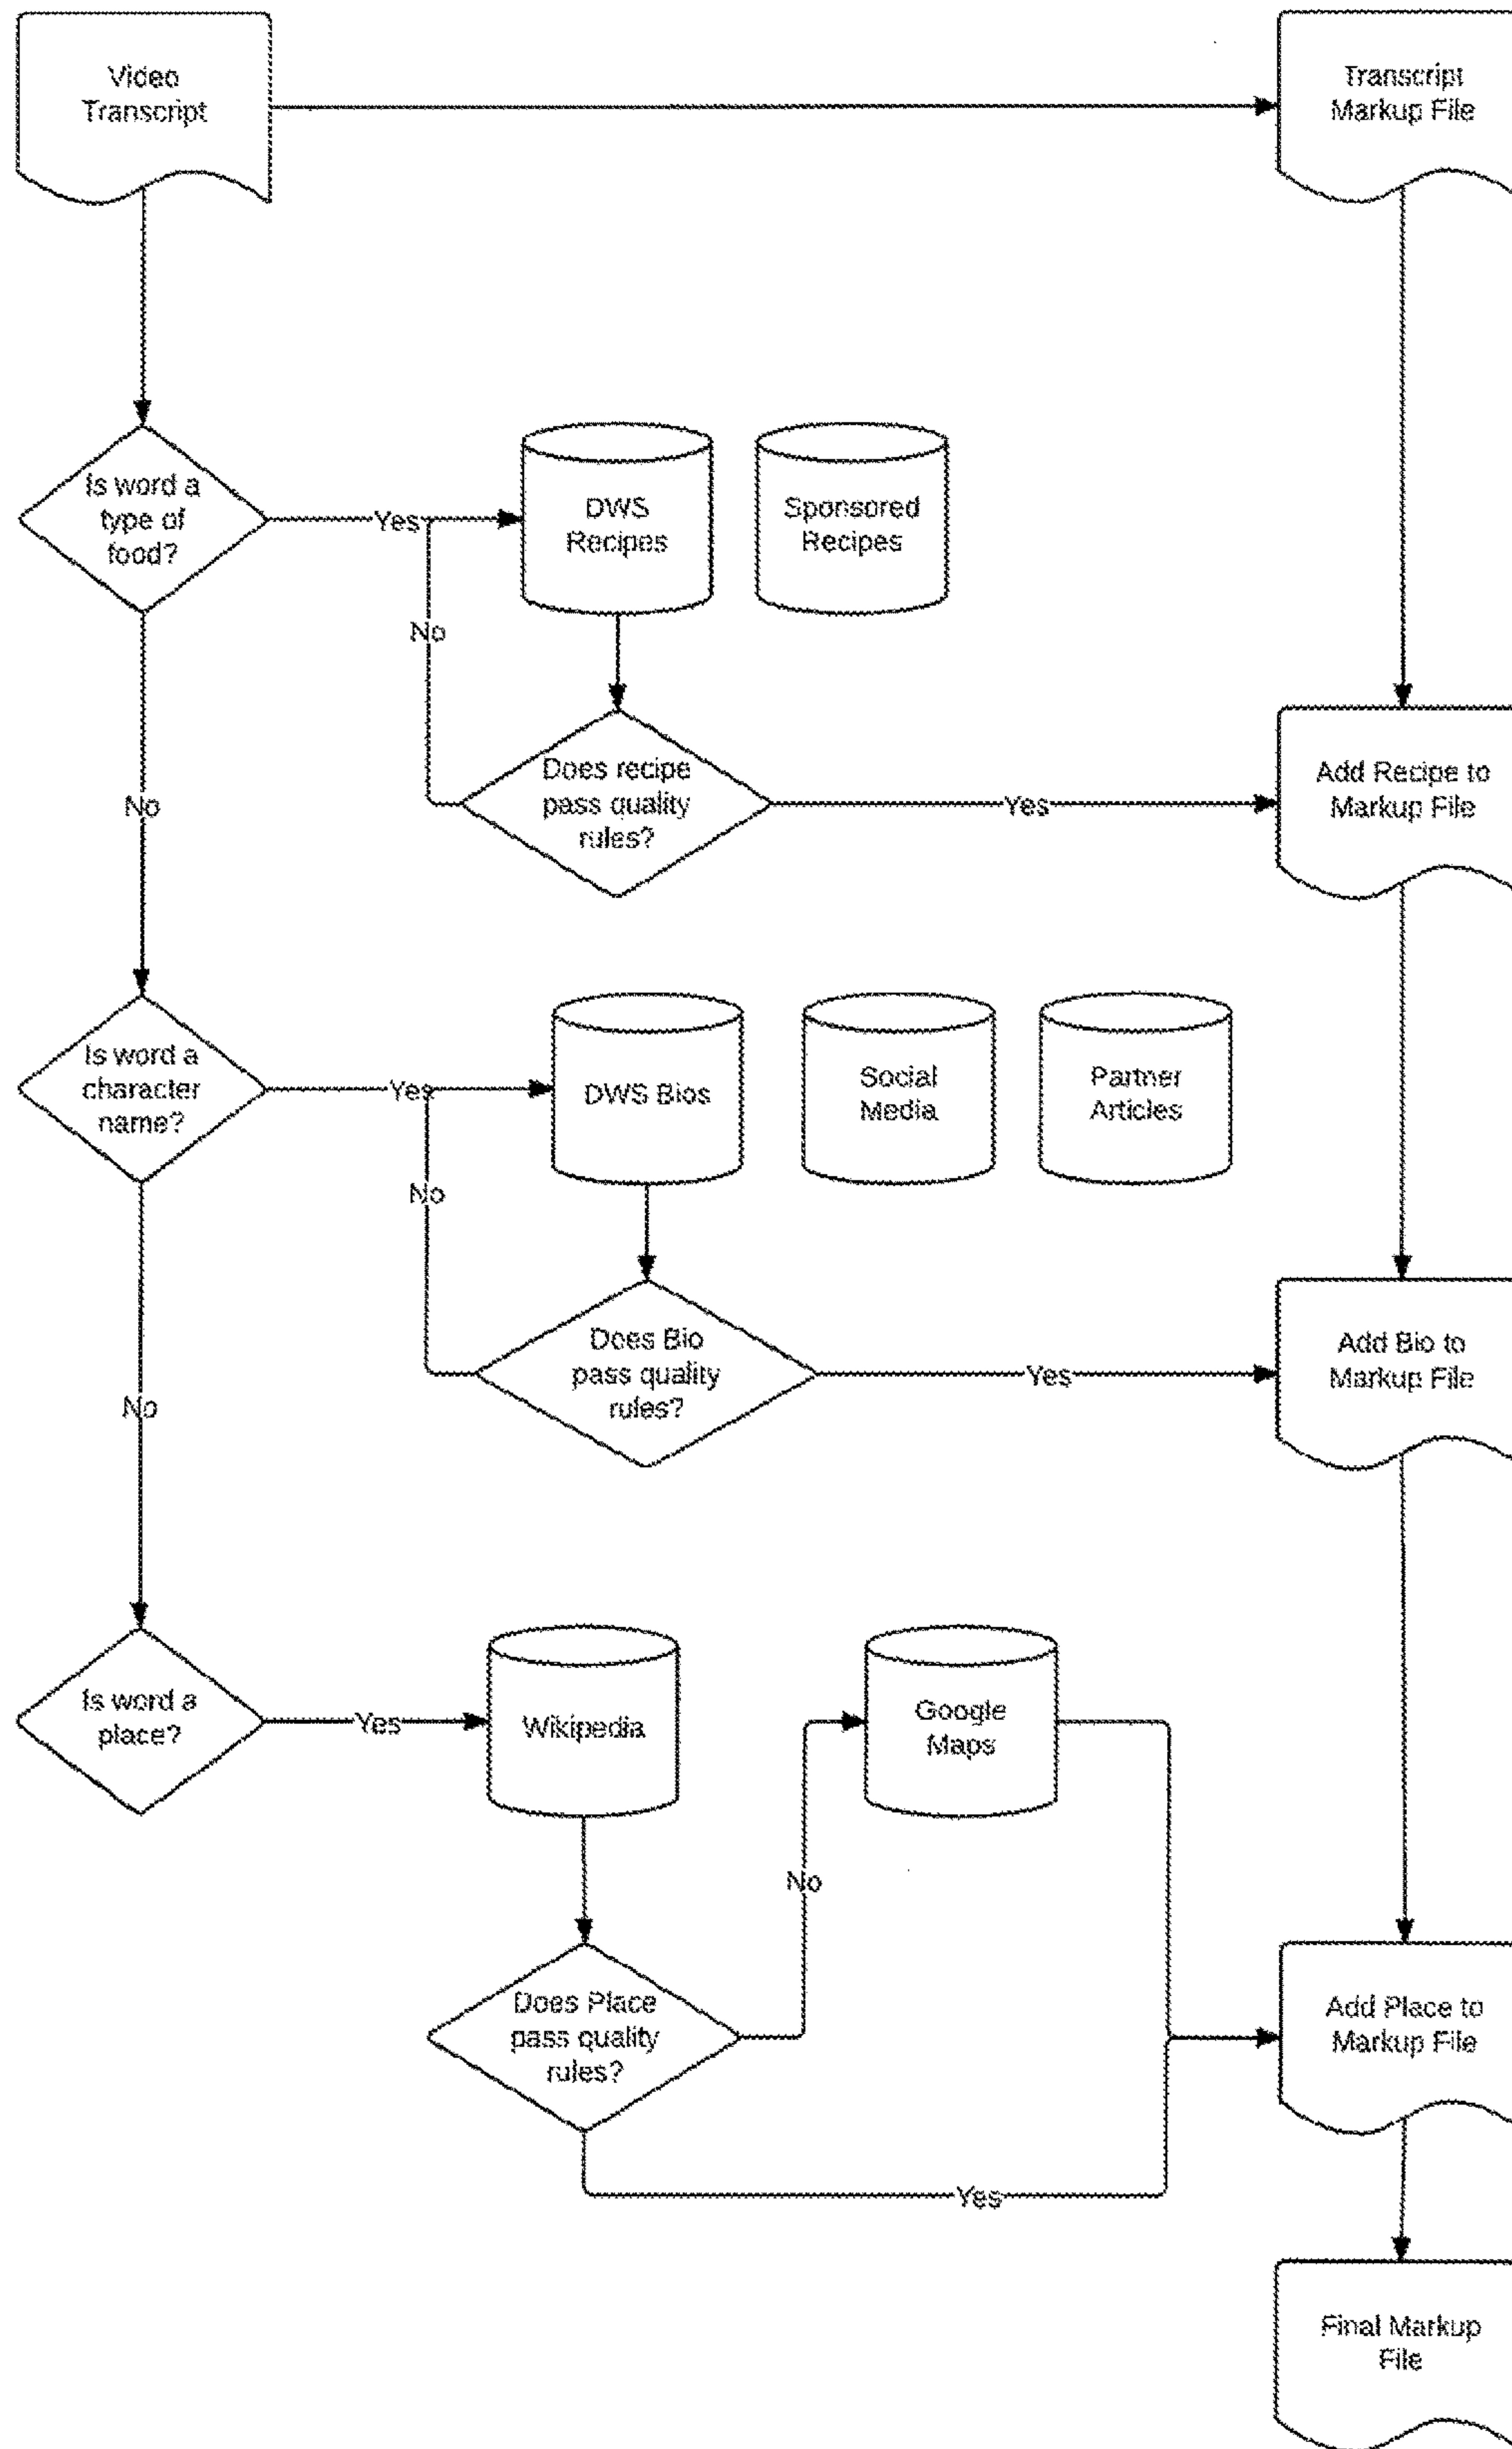 Video
Transcript
Transcript
Markup File
Is word a
type of
food?
Yes
DWS
Recipes
Sponsored
Recipes
No
No
Does recipe
pass quality
rules?
Yes
Add Recipe to
Markup File
Is word a
character
name?
Yes
DWS Bios
Social
Media
Partner
Articles
No
No
Does Bio
pass quality
rules?
Yes
Add Bio to
Markup File
Is word a
place?
Yes
Wikipedia
Google
Maps
No
Does Place
pass quality
rules?
Add Place to
Markup File
Yes
Final Markup
File